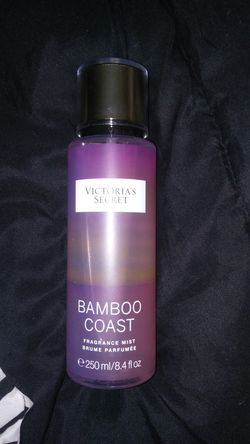 VICTORIA'S
SECRET
BAMBOO
COAST
FRAGRANCE MIST
BRUME PARFUMÉE
e 250 ml/8.4 fl oz